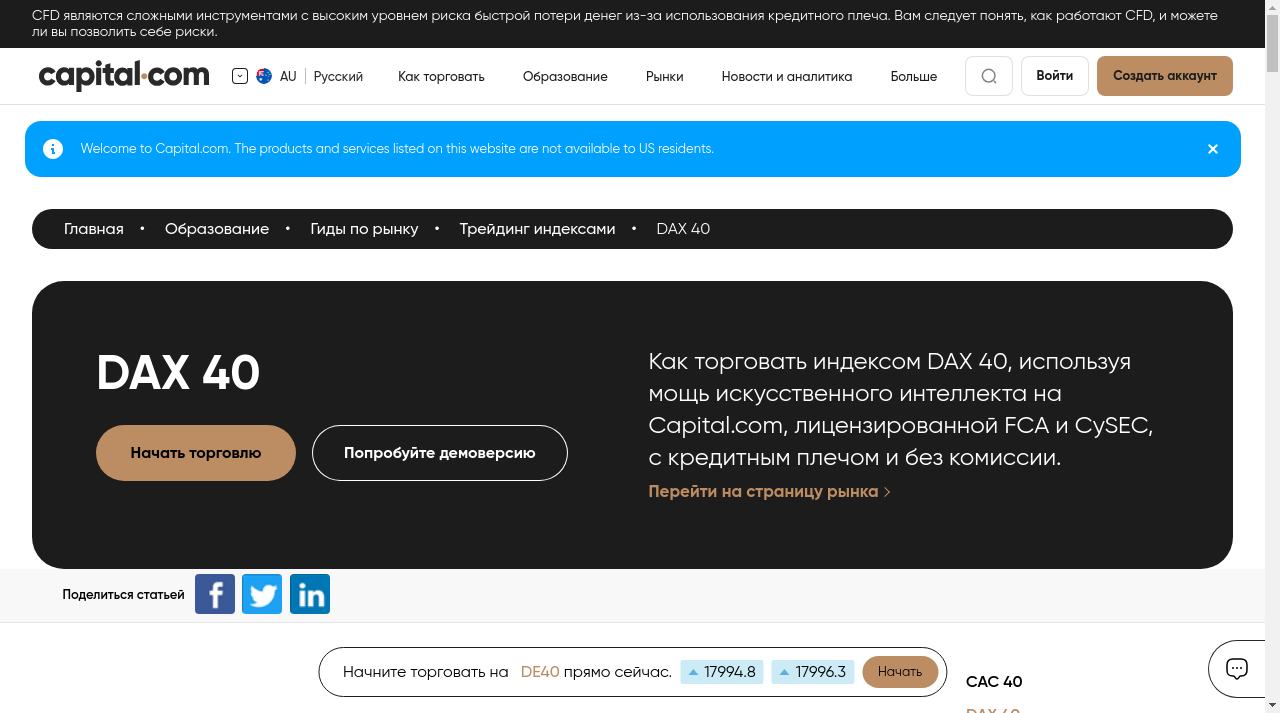 CFD являются сложными инструментами с высоким уровнем риска быстрой потери денег из-за использования кредитного плеча. Вам следует понять, как работают CFD, и можете
ли вы позволить себе риски.
capital.com AU Русский Как торговать Образование Рынки Новости и аналитика Больше Войти Создать аккаунт
Welcome to Capital.com. The products and services listed on this website are not available to US residents.
Главная • Образование • Гиды по рынку • Трейдинг индексами • DAX 40
DAX 40
Начать торговлю Попробуйте демоверсию
Как торговать индексом DAX 40, используя
мощь искусственного интеллекта на
Capital.com, лицензированной FCA и CySEC,
с кредитным плечом и без комиссии.
Перейти на страницу рынка
Поделиться статьей
Начните торговать на DE40 прямо сейчас. 17994.8 17996.3 Начать
CAC 40
DAX 40